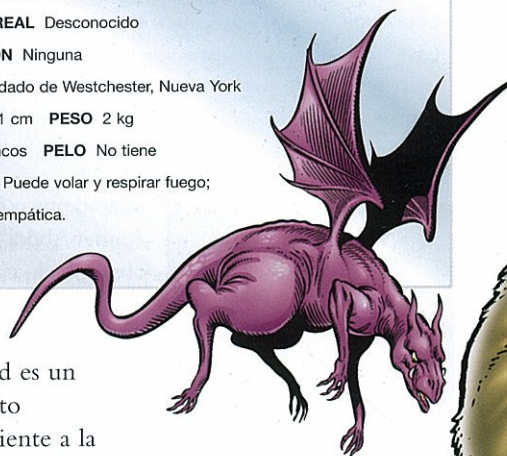 REAL Desconocido
N Ninguna
dado de Westchester, Nueva York
1 cm PESO 2 kg
cos PELO No tiene
Puede volar y respirar fuego;
empática.
d es un
to
iente a la